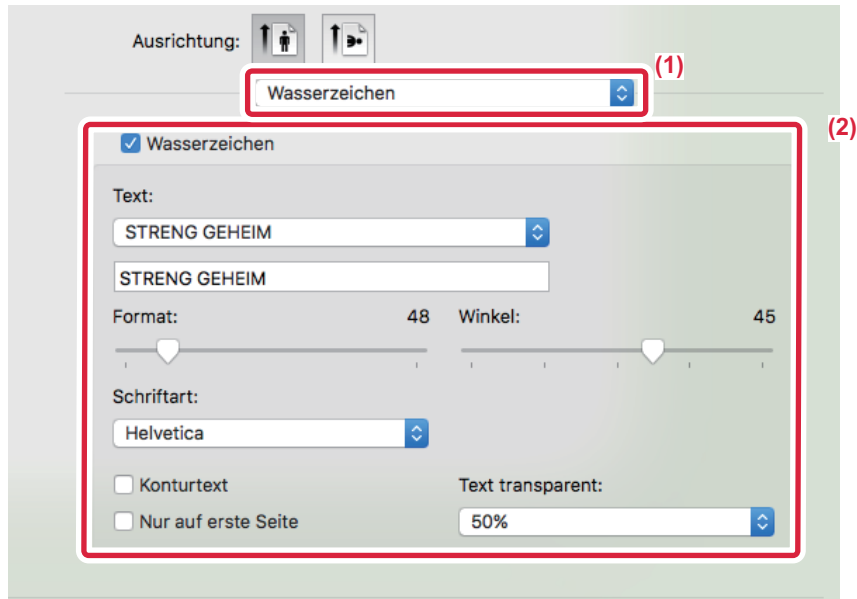 Ausrichtung:
(1)
Wasserzeichen
(2)
Wasserzeichen
Text:
STRENG GEHEIM
STRENG GEHEIM
Format: 48 Winkel: 45
Schriftart:
Helvetica
Konturtext Text transparent:
Nur auf erste Seite 50%